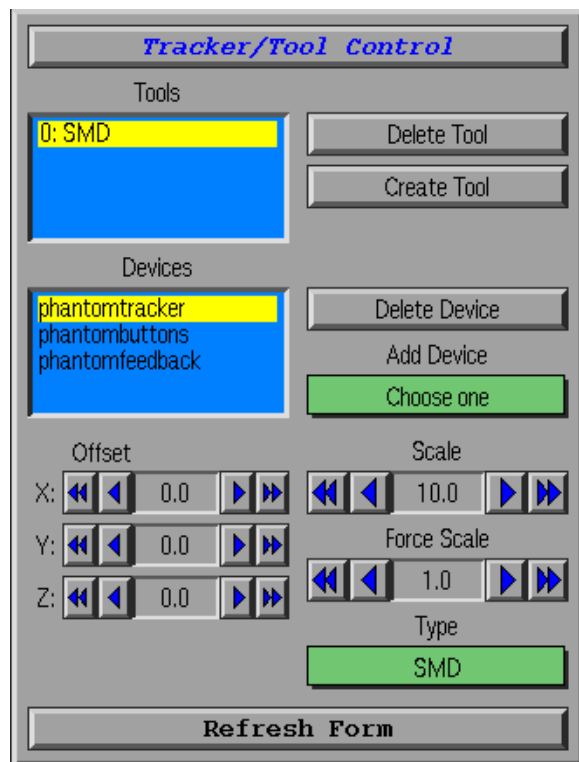 Tracker/Tool Control
Tools
0: SMD
Delete Tool
Create Tool
Devices
phantomtracker
phantombuttons
phantomfeedback
Delete Device
Add Device
Choose one
Offset
X: 0.0
Y: 0.0
Z: 0.0
Scale
10.0
Force Scale
1.0
Type
SMD
Refresh Form